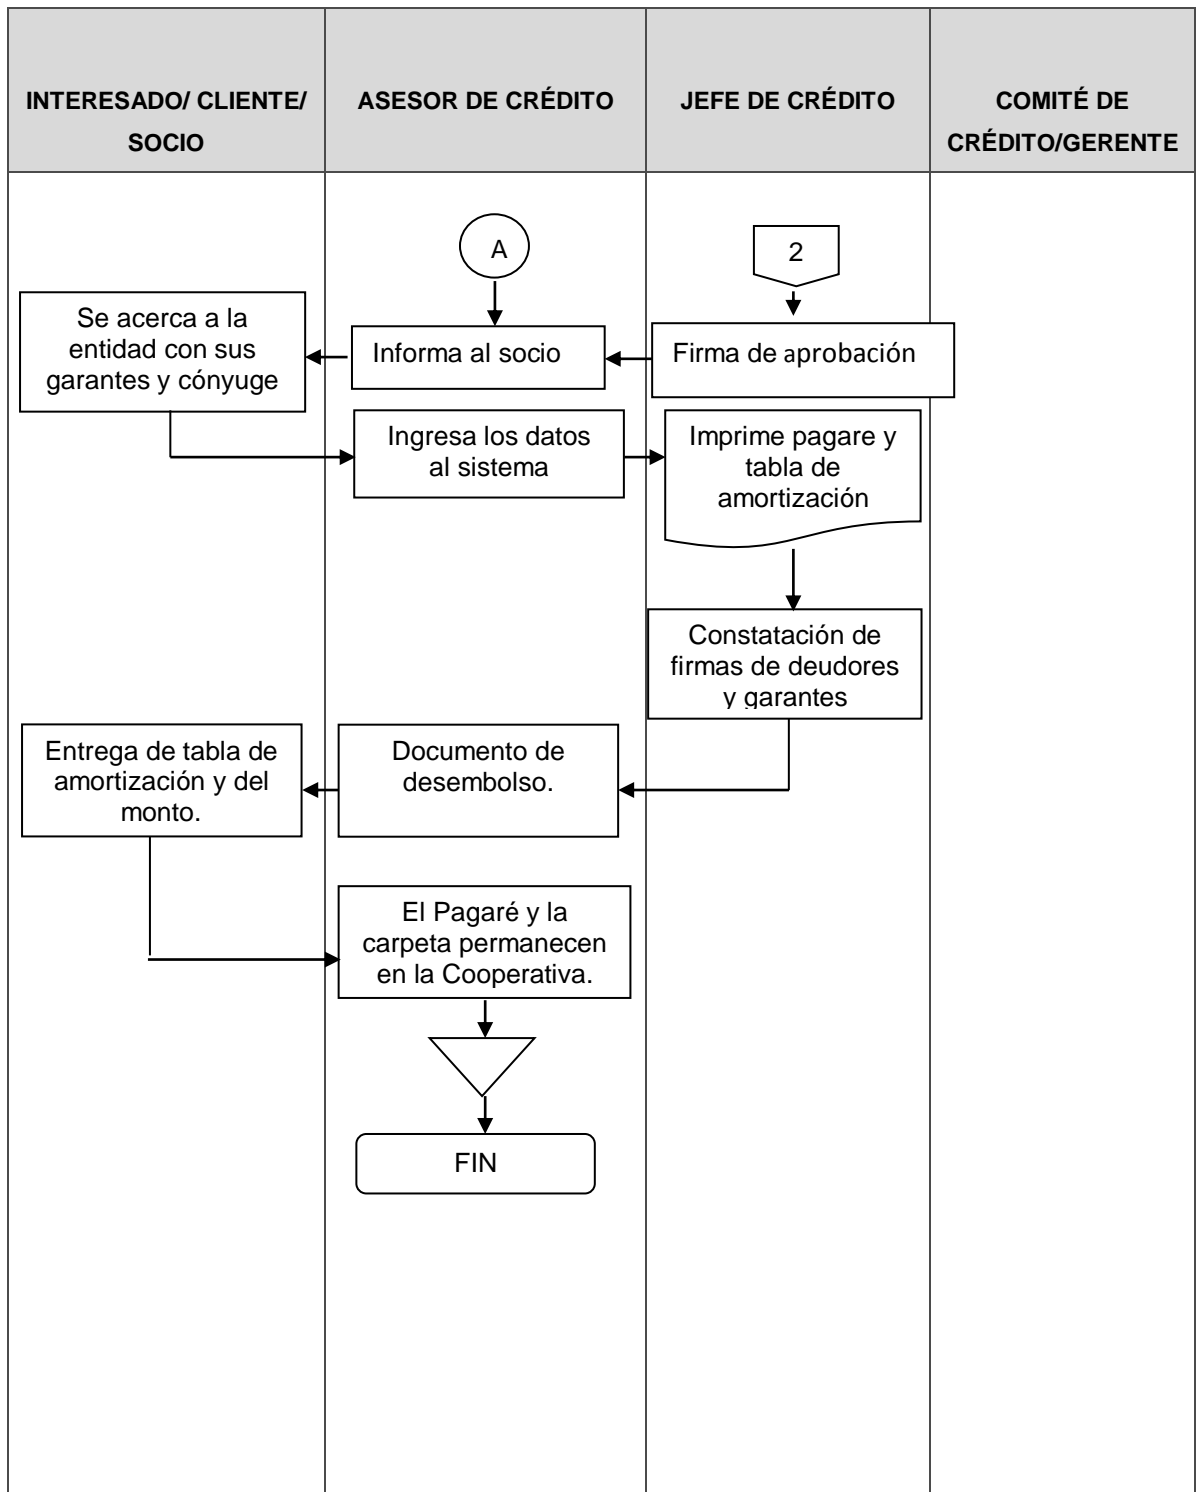 INTERESADO/ CLIENTE/
SOCIO
ASESOR DE CRÉDITO
JEFE DE CRÉDITO
COMITÉ DE
CRÉDITO/GERENTE
A
2
Se acerca a la
entidad con sus
garantes y cónyuge
Informa al socio
Firma de aprobación
Ingresa los datos
al sistema
Imprime pagare y
tabla de
amortización
Constatación de
firmas de deudores
y garantes
Entrega de tabla de
amortización y del
monto.
Documento de
desembolso.
El Pagaré y la
carpeta permanecen
en la Cooperativa.
FIN